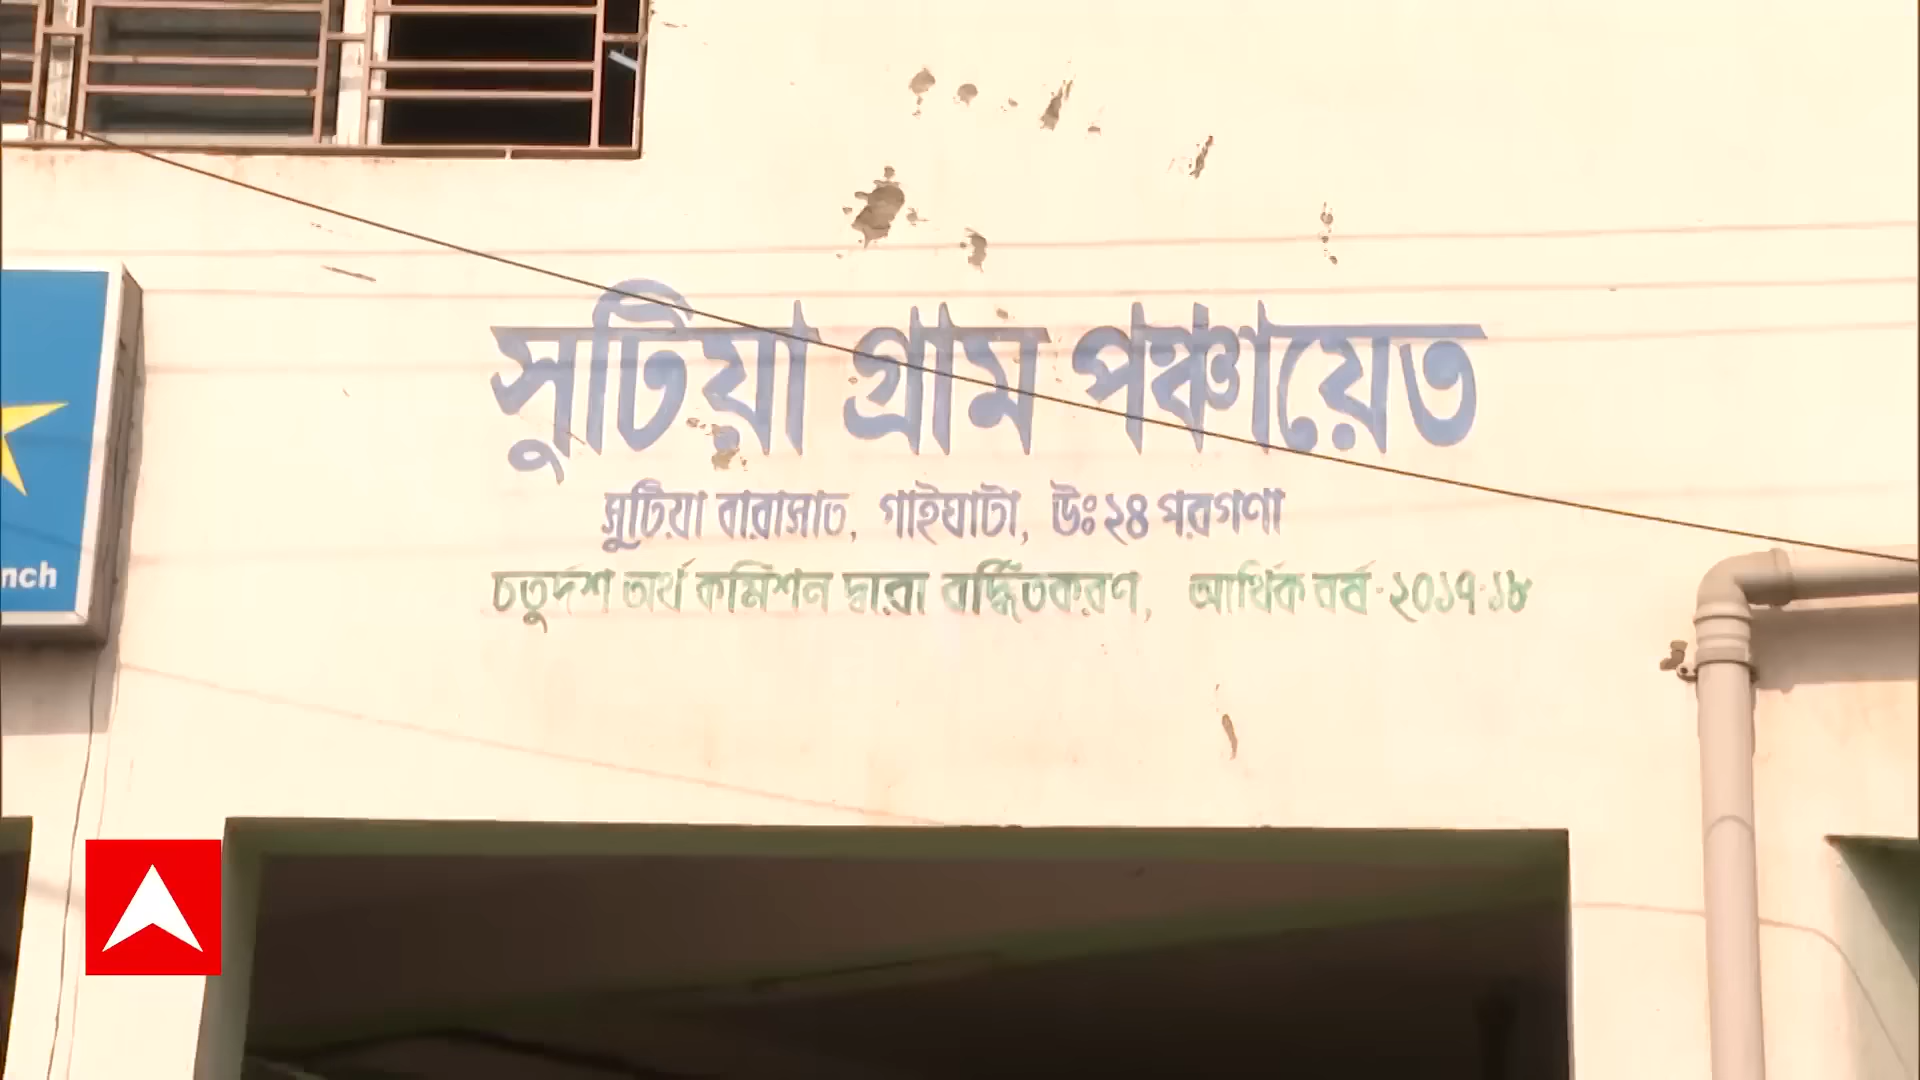 সুটিয়া গ্রাম পঞ্চায়েত
সুটিয়া বারাসাত, গাইঘাটা, উঃ ২৪ পরগণা
চতুর্দশ অর্থ কমিশন দ্বারা বর্দ্ধিতকরণ, আর্থিক বর্ষ-২০১৭-১৮
nch